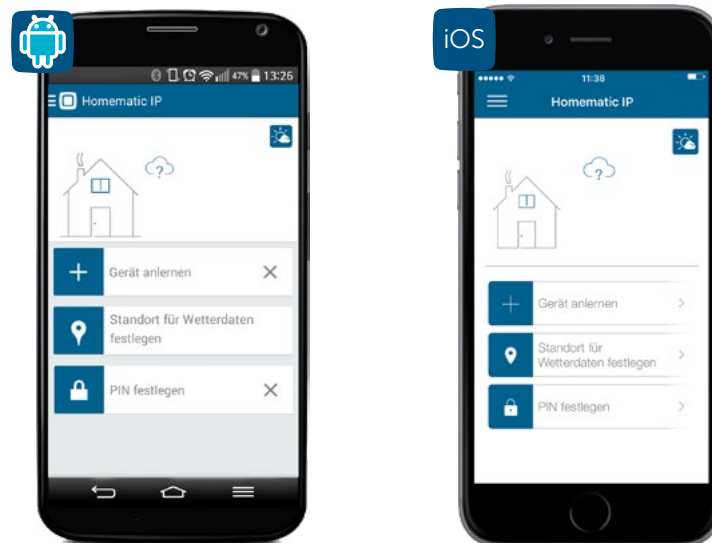 iOS
47% 13:26
Homematic IP
?
Gerät anlernen
Standort für Wetterdaten
festlegen
PIN festlegen
11:38
Homematic IP
?
Gerät anlernen
Standort für
Wetterdaten festlegen
PIN festlegen